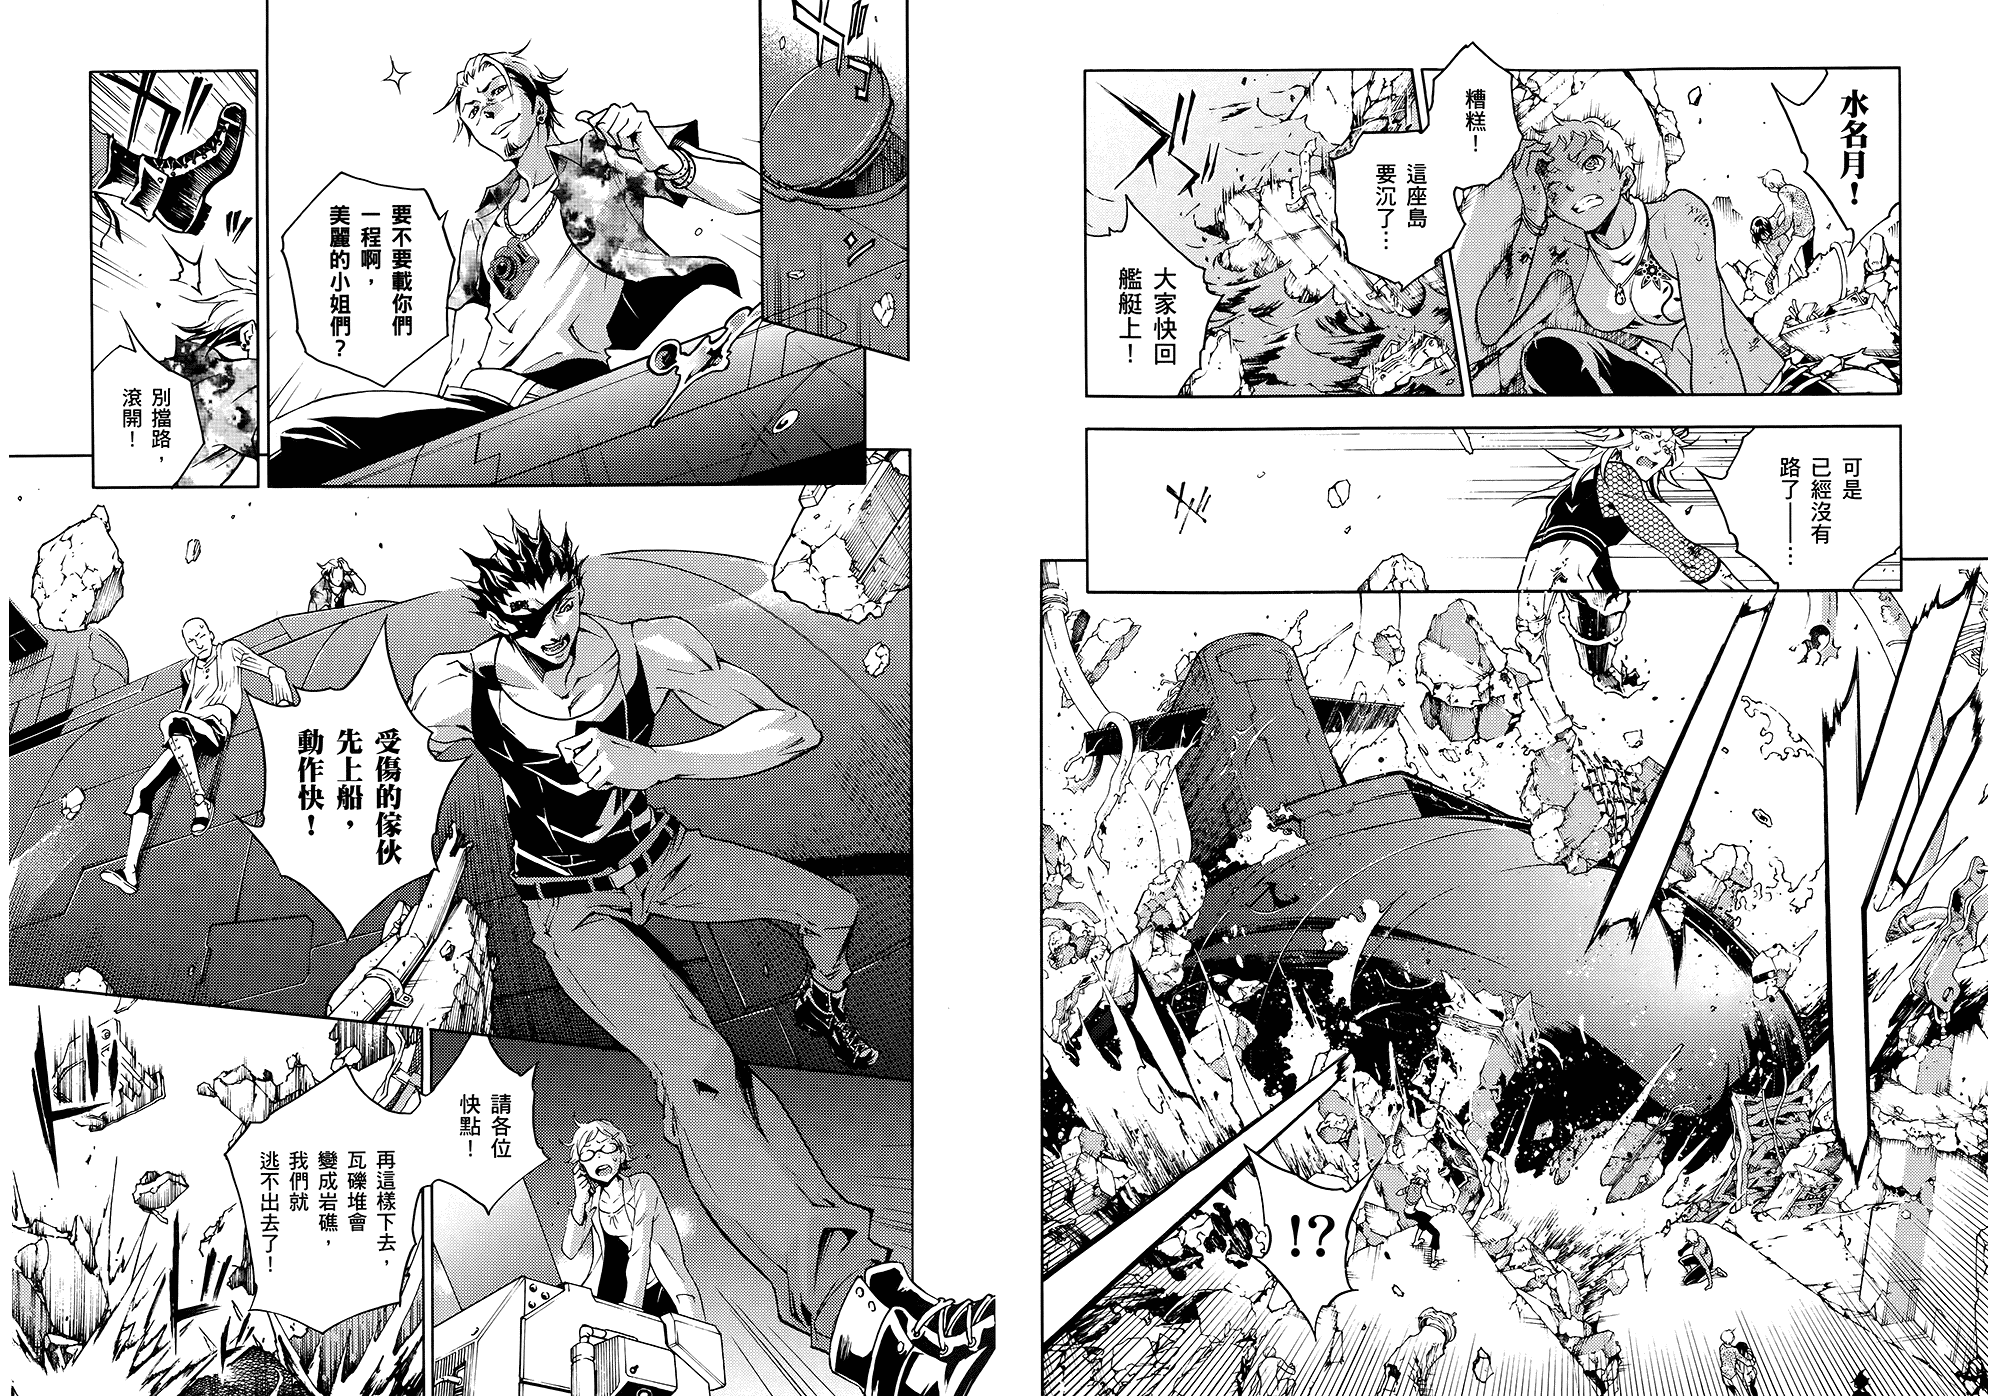 水名月！
糟糕！
這座島
要沉了…
大家快回
艦艇上！
可是
已經沒有
路了——…
!?
要不要載你們
一程啊，
美麗的小姐們？
別擋路，
滾開！
受傷的傢伙
先上船，
動作快！
請各位
快點！
再這樣下去，
瓦礫堆會
變成岩礁，
我們就
逃不出去了！